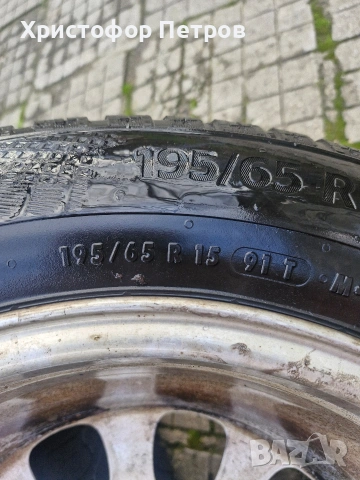 Христофор Петров
195/65 R
195/65 R 15 91 T ·M·
BAZAR